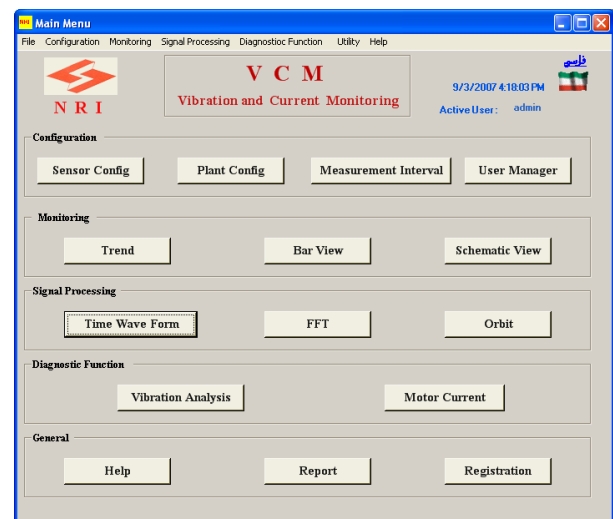 NRI Main Menu
File Configuration Monitoring Signal Processing Diagnostioc Function Utility Help
V C M
فارسی
Vibration and Current Monitoring
9/3/2007 4:18:03 PM
N R I
Active User : admin
Configuration
Sensor Config Plant Config Measurement Interval User Manager
Monitoring
Trend Bar View Schematic View
Signal Processing
Time Wave Form FFT Orbit
Diagnostic Function
Vibration Analysis Motor Current
General
Help Report Registration